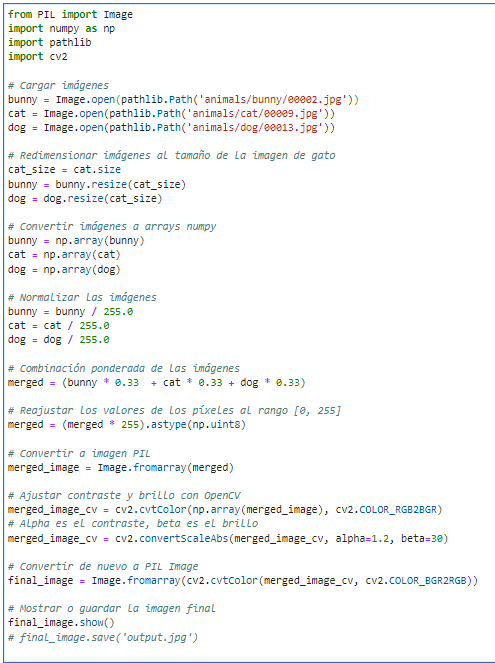 from PIL import Image
import numpy as np
import pathlib
import cv2

# Cargar imágenes
bunny = Image.open(pathlib.Path('animals/bunny/00002.jpg'))
cat = Image.open(pathlib.Path('animals/cat/00009.jpg'))
dog = Image.open(pathlib.Path('animals/dog/00013.jpg'))

# Redimensionar imágenes al tamaño de la imagen de gato
cat_size = cat.size
bunny = bunny.resize(cat_size)
dog = dog.resize(cat_size)

# Convertir imágenes a arrays numpy
bunny = np.array(bunny)
cat = np.array(cat)
dog = np.array(dog)

# Normalizar las imágenes
bunny = bunny / 255.0
cat = cat / 255.0
dog = dog / 255.0

# Combinación ponderada de las imágenes
merged = (bunny * 0.33  + cat * 0.33 + dog * 0.33)

# Reajustar los valores de los píxeles al rango [0, 255]
merged = (merged * 255).astype(np.uint8)

# Convertir a imagen PIL
merged_image = Image.fromarray(merged)

# Ajustar contraste y brillo con OpenCV
merged_image_cv = cv2.cvtColor(np.array(merged_image), cv2.COLOR_RGB2BGR)
# Alpha es el contraste, beta es el brillo
merged_image_cv = cv2.convertScaleAbs(merged_image_cv, alpha=1.2, beta=30)

# Convertir de nuevo a PIL Image
final_image = Image.fromarray(cv2.cvtColor(merged_image_cv, cv2.COLOR_BGR2RGB))

# Mostrar o guardar la imagen final
final_image.show()
# final_image.save('output.jpg')